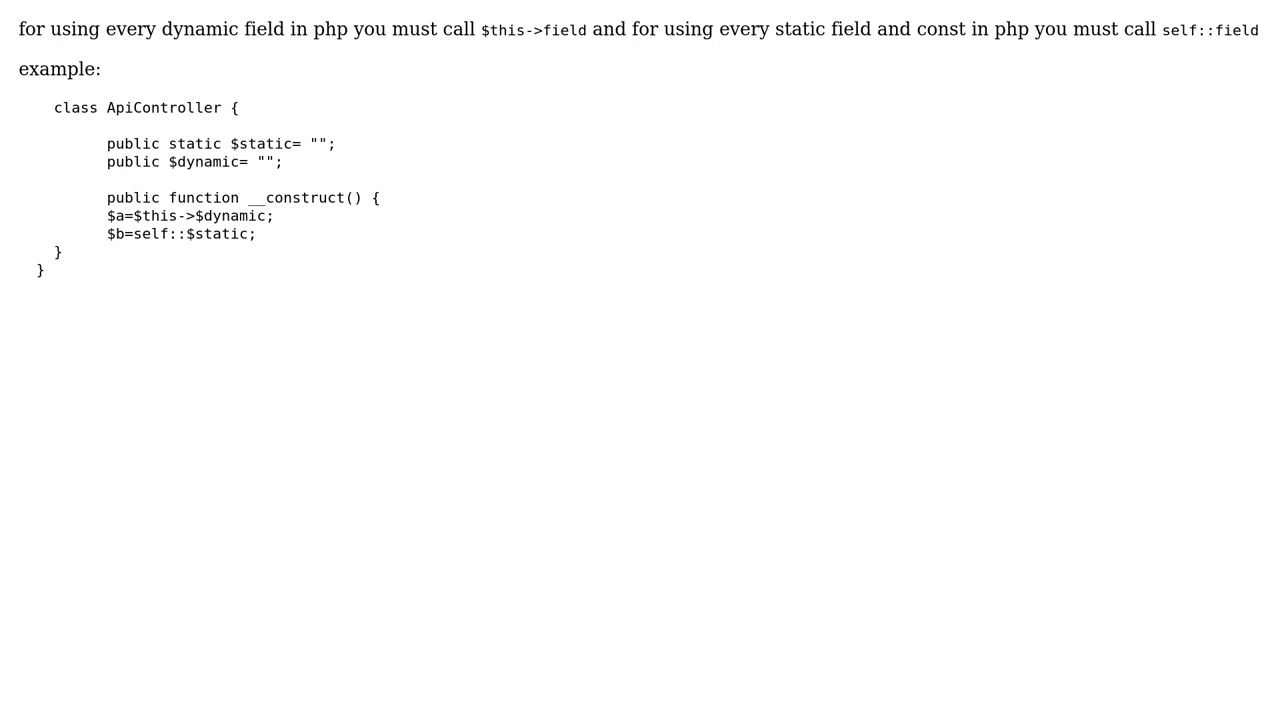 for using every dynamic field in php you must call $this->field and for using every static field and const in php you must call self::field
example:
class ApiController {
public static $static= "";
public $dynamic= "";
public function __construct() {
$a=$this->$dynamic;
$b=self::$static;
}
}